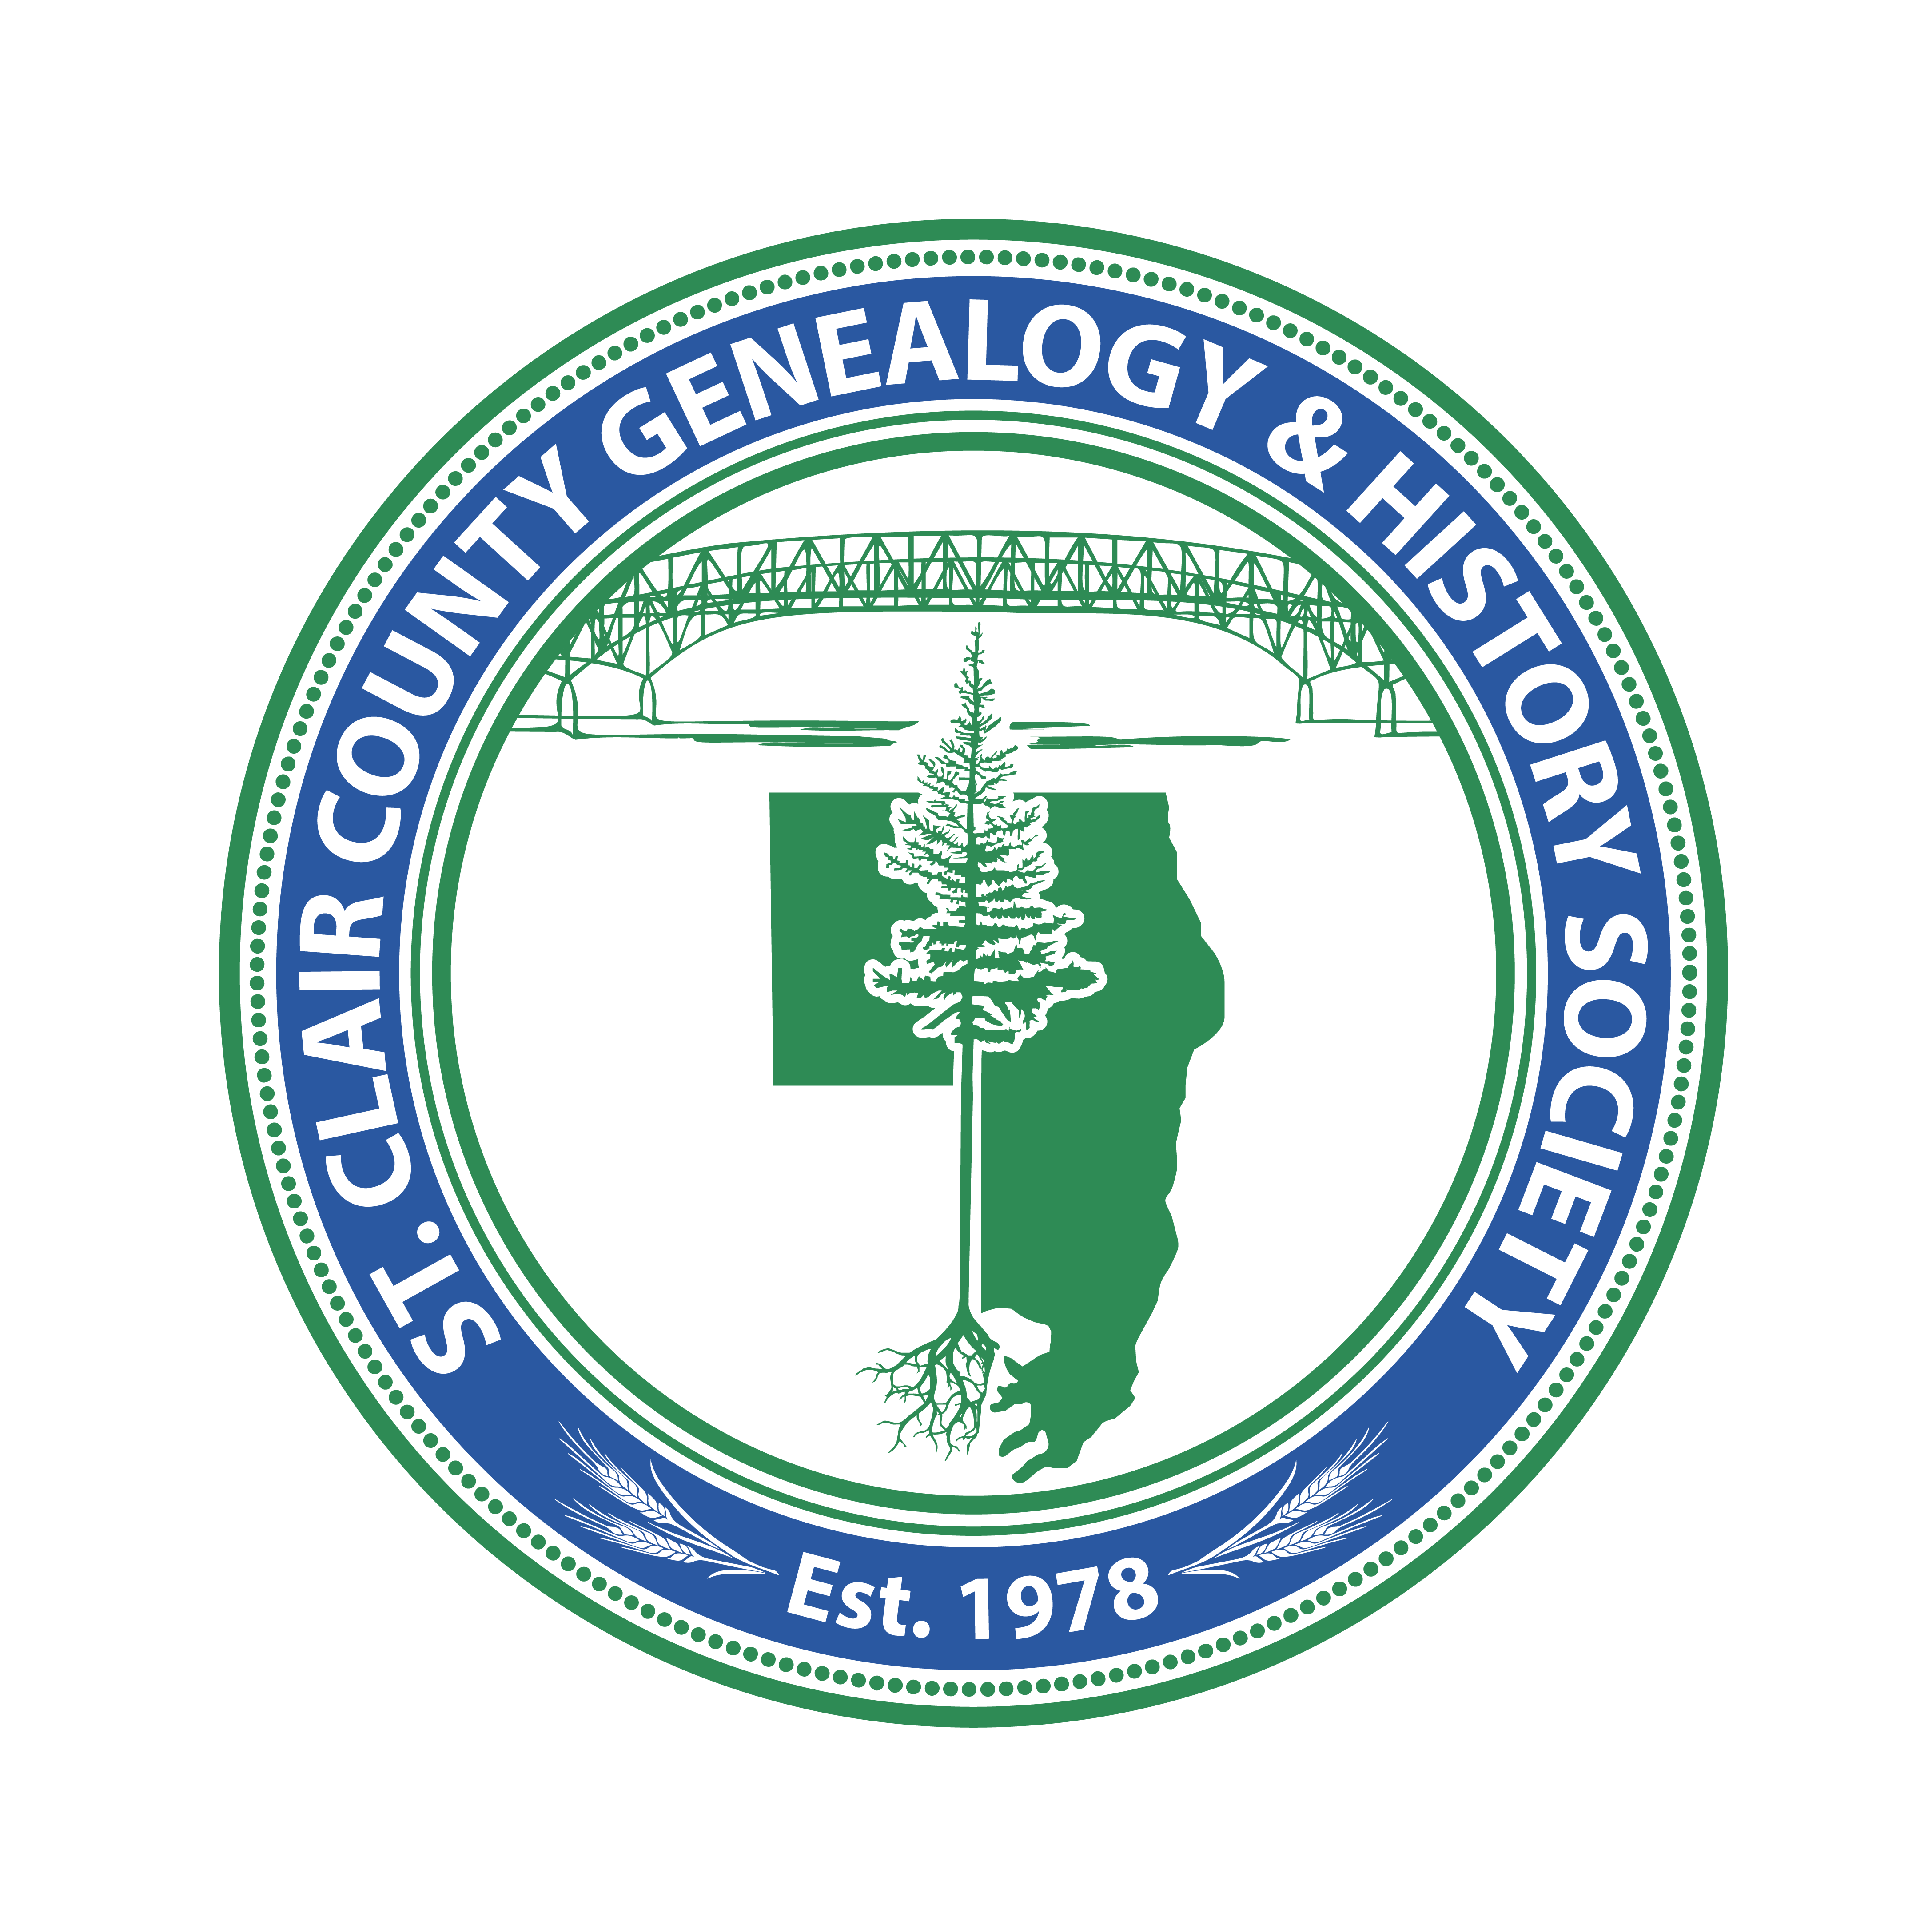 ST. CLAIR COUNTY GENEALOGY & HISTORY SOCIETY
Est. 1978